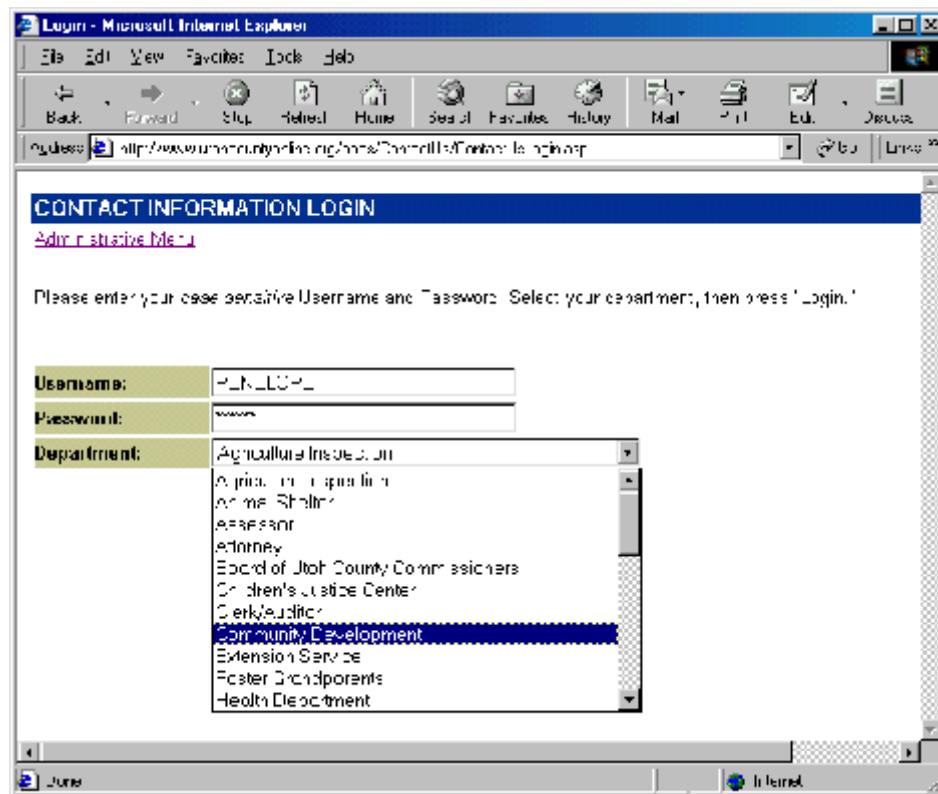 Login - Microsoft Internet Explorer
File Edit View Favorites Tools Help
Back Forward Stop Refresh Home Search Favorites History Mail Print Edit Discuss
Address Go Links »
CONTACT INFORMATION LOGIN
Administrative Menu
Please enter your case sensitive Username and Password. Select your department, then press "Login."
Username: PENELOPE
Password: ******
Department: Agriculture Inspection
Agriculture Inspection
Animal Shelter
Assessor
Attorney
Board of Utah County Commissioners
Children's Justice Center
Clerk/Auditor
Community Development
Extension Service
Foster Grandparents
Health Department
Done Internet